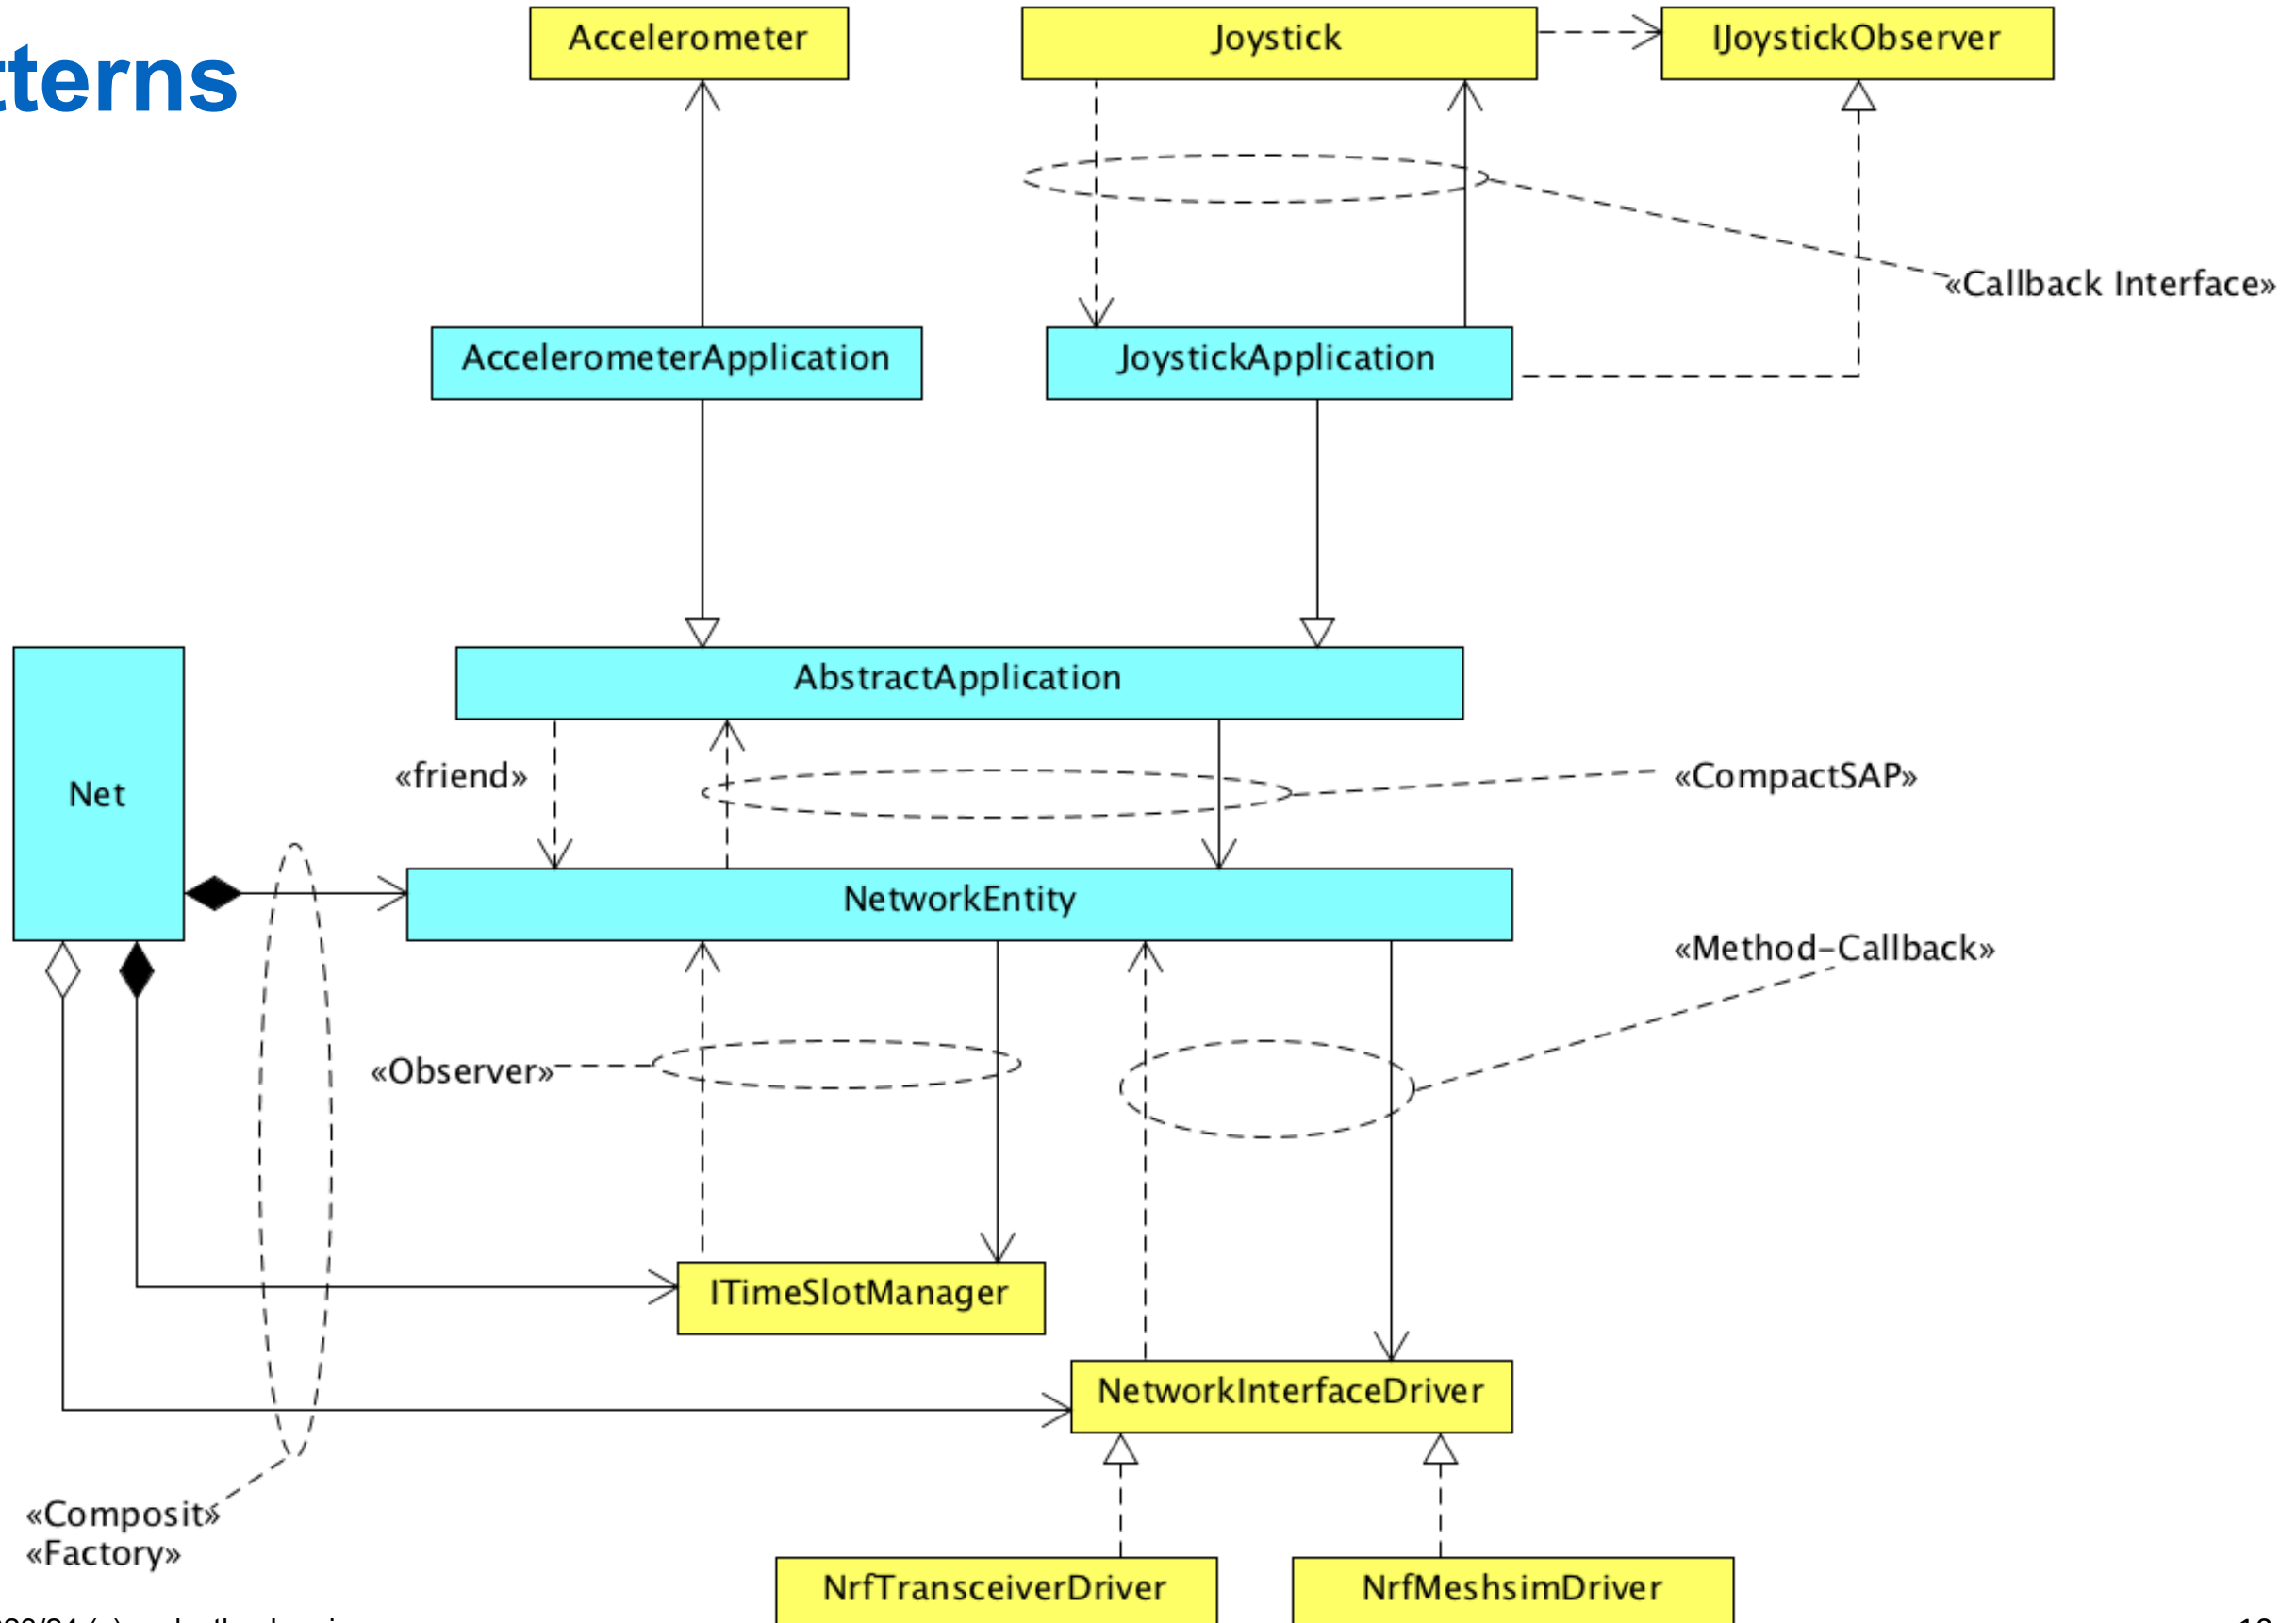 tterns
Accelerometer
Joystick
IJoystickObserver
«Callback Interface»
AccelerometerApplication
JoystickApplication
AbstractApplication
Net
«friend»
«CompactSAP»
NetworkEntity
«Method-Callback»
«Observer»
ITimeSlotManager
NetworkInterfaceDriver
«Composit»
«Factory»
NrfTransceiverDriver
NrfMeshsimDriver